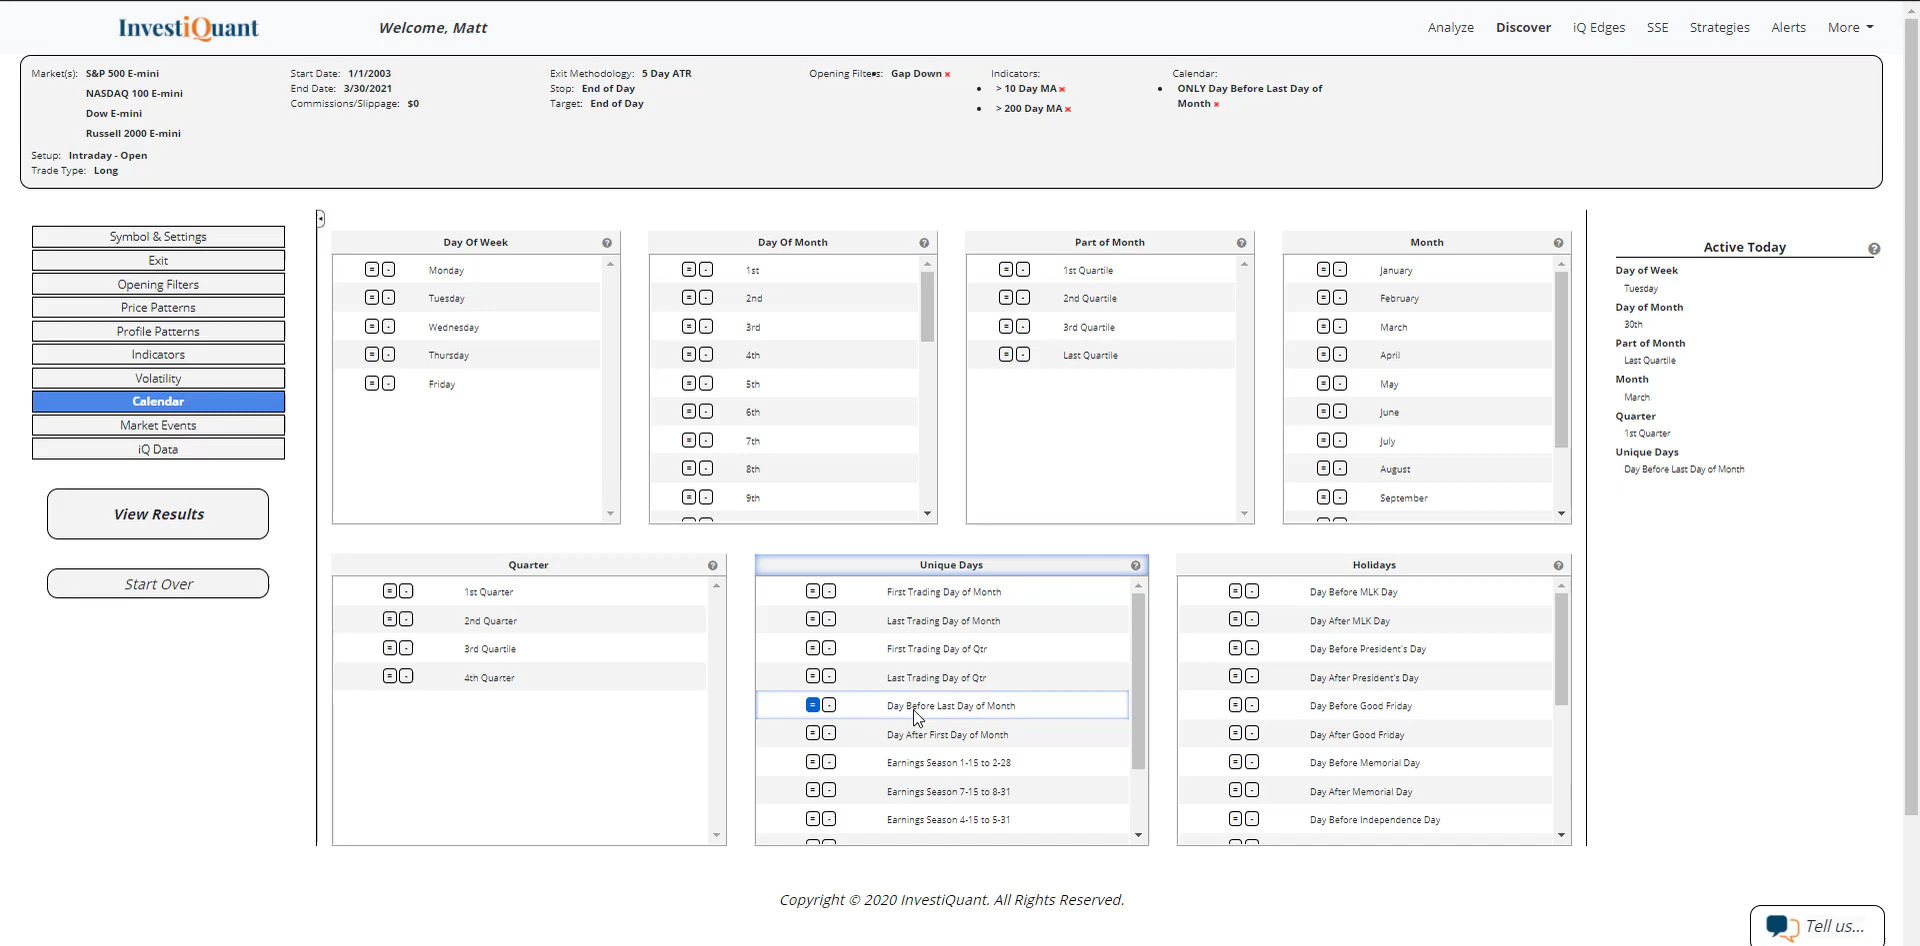 InvestiQuant
Welcome, Matt
Analyze Discover iQ Edges SSE Strategies Alerts More
Market(s): S&P 500 E-mini
NASDAQ 100 E-mini
Dow E-mini
Russell 2000 E-mini
Setup: Intraday - Open
Trade Type: Long
Start Date: 1/1/2003
End Date: 3/30/2021
Commissions/Slippage: $0
Exit Methodology: 5 Day ATR
Stop: End of Day
Target: End of Day
Opening Filters: Gap Down x
Indicators:
• > 10 Day MA x
• > 200 Day MA x
Calendar:
• ONLY Day Before Last Day of
Month x
Symbol & Settings
Exit
Opening Filters
Price Patterns
Profile Patterns
Indicators
Volatility
Calendar
Market Events
iQ Data
View Results
Start Over
Day Of Week ?
= - Monday
= - Tuesday
= - Wednesday
= - Thursday
= - Friday
Day Of Month ?
= - 1st
= - 2nd
= - 3rd
= - 4th
= - 5th
= - 6th
= - 7th
= - 8th
= - 9th
Part of Month ?
= - 1st Quartile
= - 2nd Quartile
= - 3rd Quartile
= - Last Quartile
Month ?
= - January
= - February
= - March
= - April
= - May
= - June
= - July
= - August
= - September
Quarter ?
= - 1st Quarter
= - 2nd Quarter
= - 3rd Quartile
= - 4th Quarter
Unique Days ?
= - First Trading Day of Month
= - Last Trading Day of Month
= - First Trading Day of Qtr
= - Last Trading Day of Qtr
= - Day Before Last Day of Month
= - Day After First Day of Month
= - Earnings Season 1-15 to 2-28
= - Earnings Season 7-15 to 8-31
= - Earnings Season 4-15 to 5-31
Holidays ?
= - Day Before MLK Day
= - Day After MLK Day
= - Day Before President's Day
= - Day After President's Day
= - Day Before Good Friday
= - Day After Good Friday
= - Day Before Memorial Day
= - Day After Memorial Day
= - Day Before Independence Day
Active Today ?
Day of Week
Tuesday
Day of Month
30th
Part of Month
Last Quartile
Month
March
Quarter
1st Quarter
Unique Days
Day Before Last Day of Month
Copyright © 2020 InvestiQuant. All Rights Reserved.
Tell us...